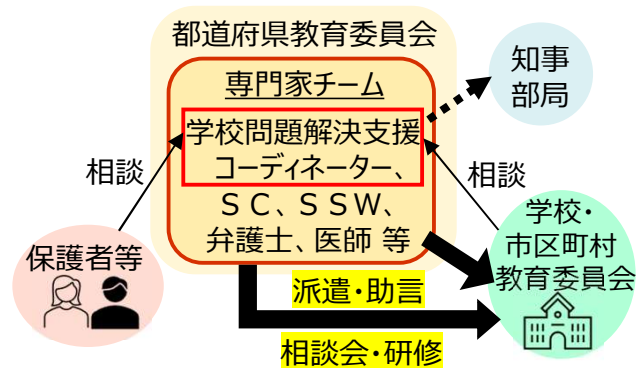 都道府県教育委員会
専門家チーム
学校問題解決支援
コーディネーター、
ＳＣ、ＳＳＷ、
弁護士、医師 等
知事
部局
相談
相談
保護者等
学校・
市区町村
教育委員会
派遣・助言
相談会・研修